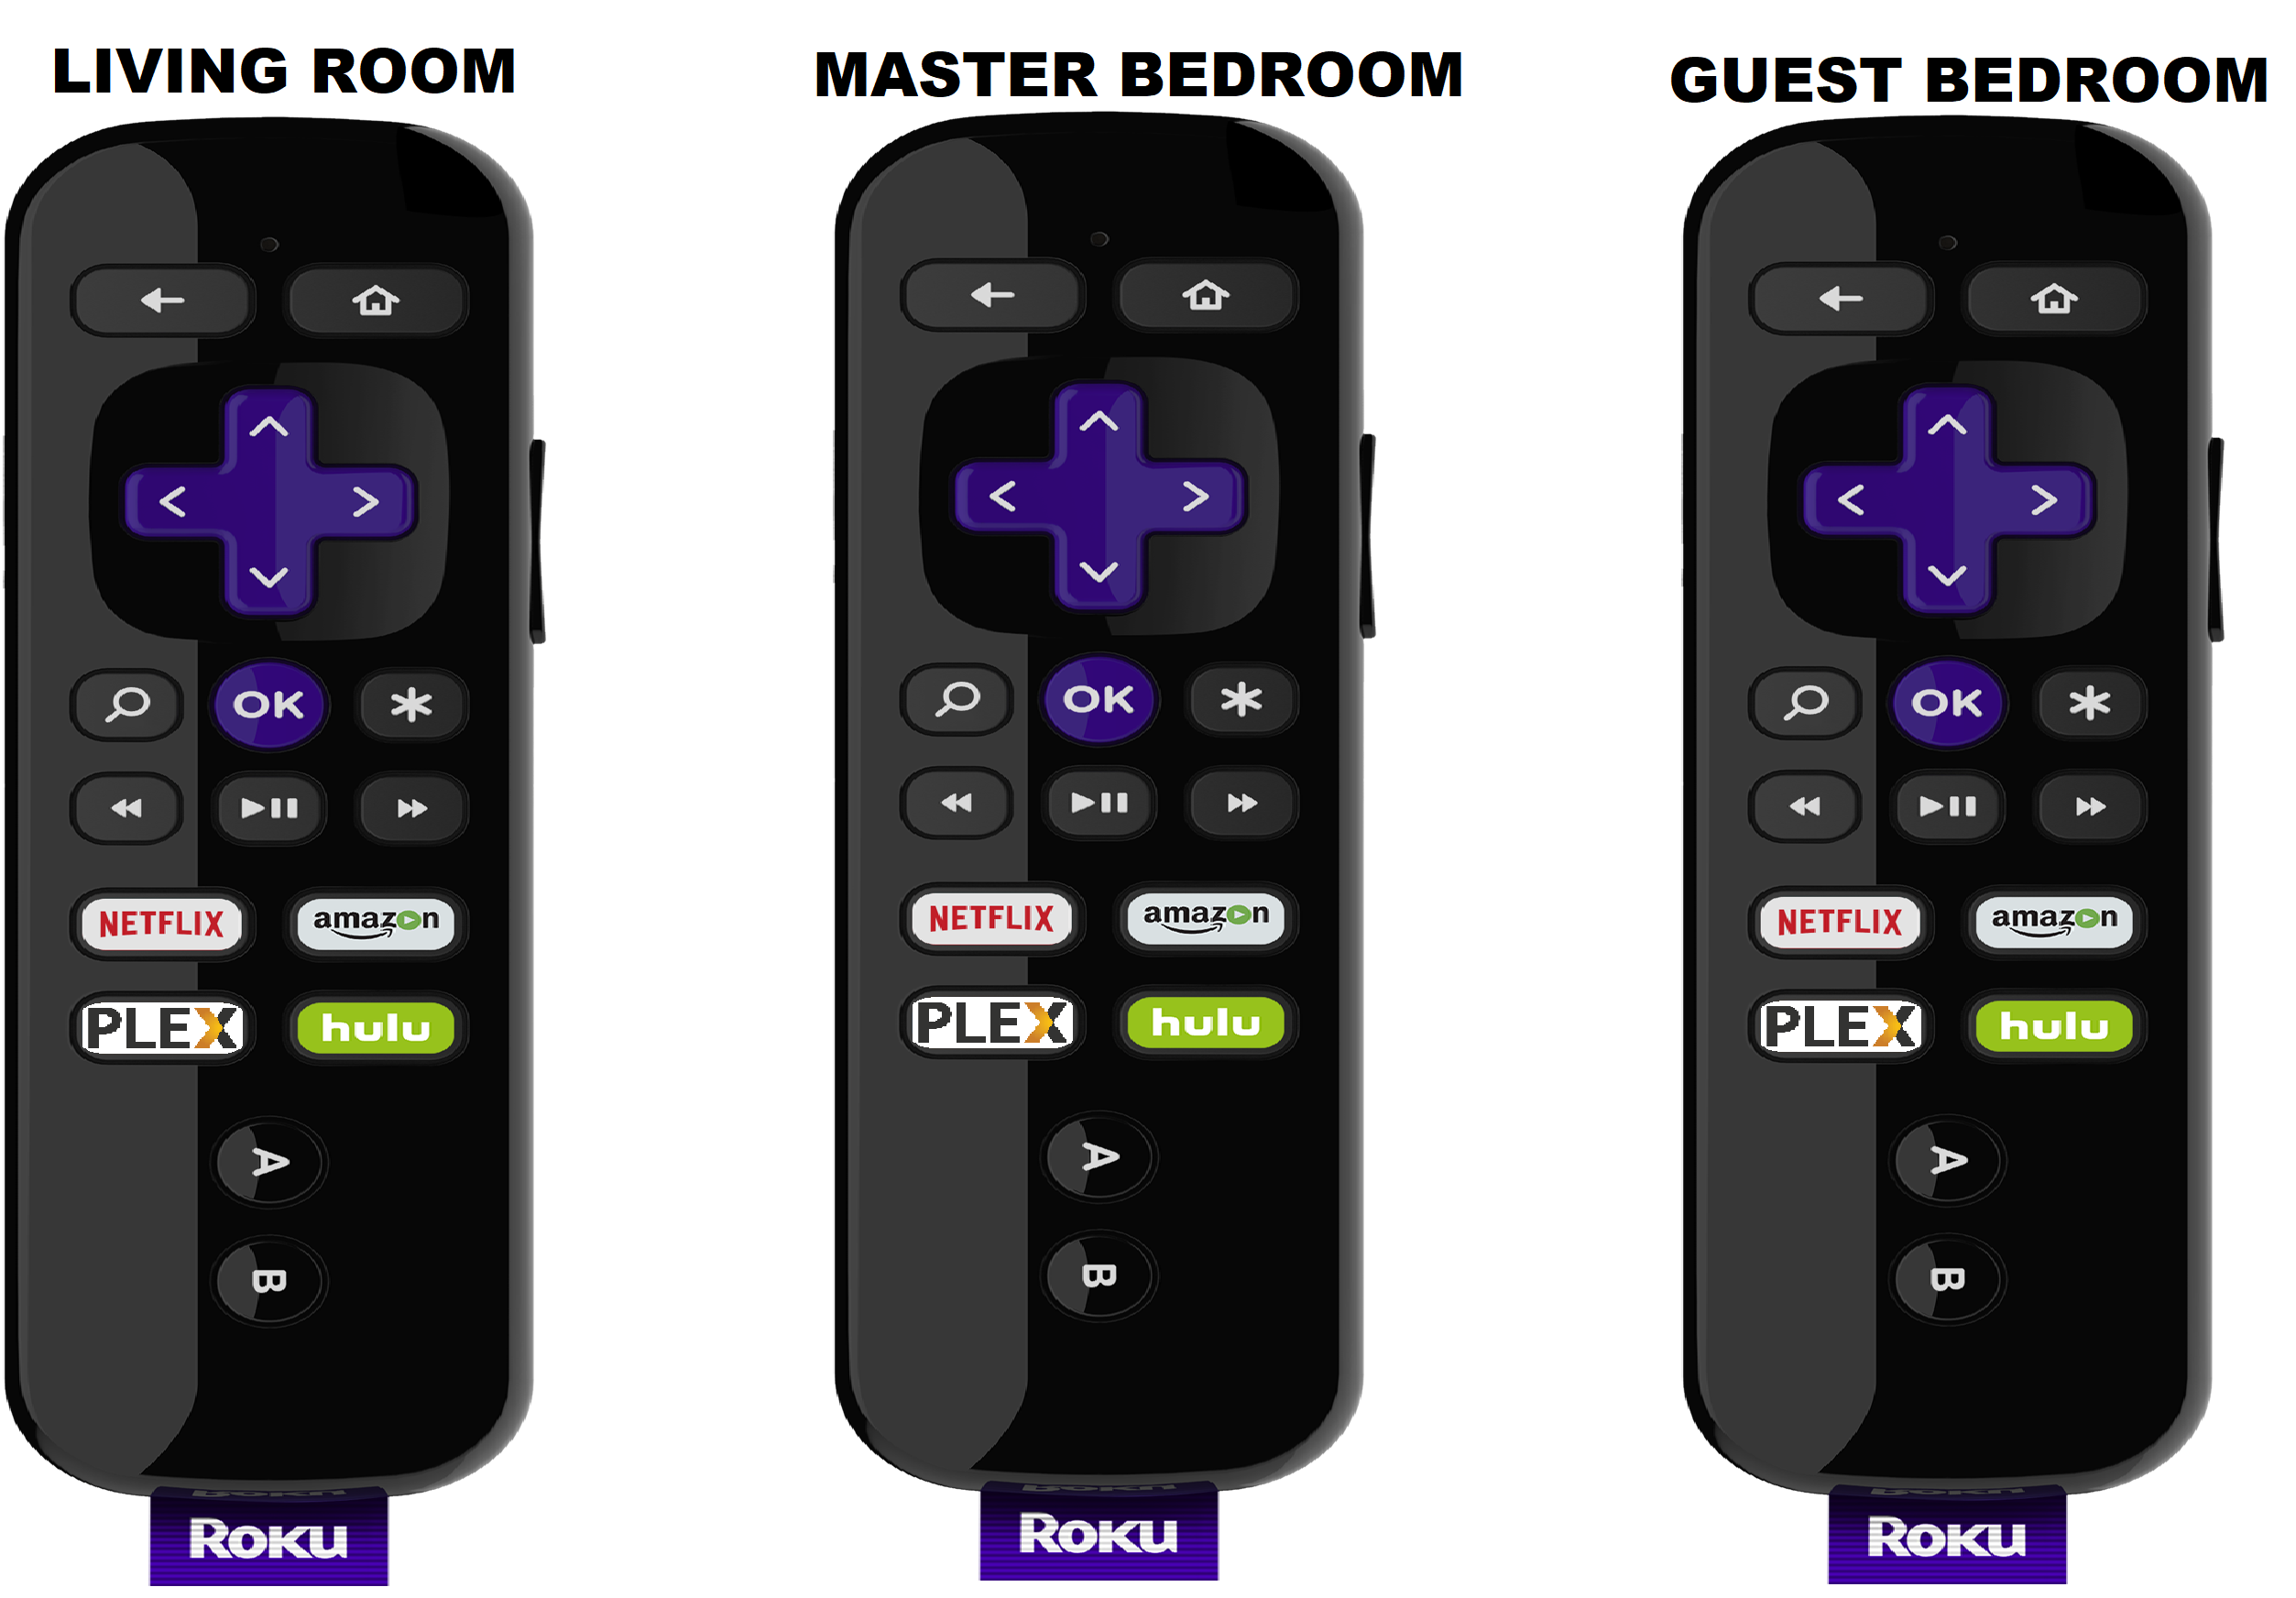 LIVING ROOM
OK
NETFLIX amazon
PLEX hulu
A
B
ROKU
MASTER BEDROOM
OK
NETFLIX amazon
PLEX hulu
A
B
ROKU
GUEST BEDROOM
OK
NETFLIX amazon
PLEX hulu
A
B
ROKU